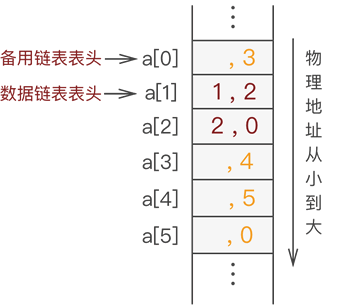 备用链表表头 a[0] ,3
数据链表表头 a[1] 1,2
a[2] 2,0
a[3] ,4
a[4] ,5
a[5] ,0
物理地址从小到大